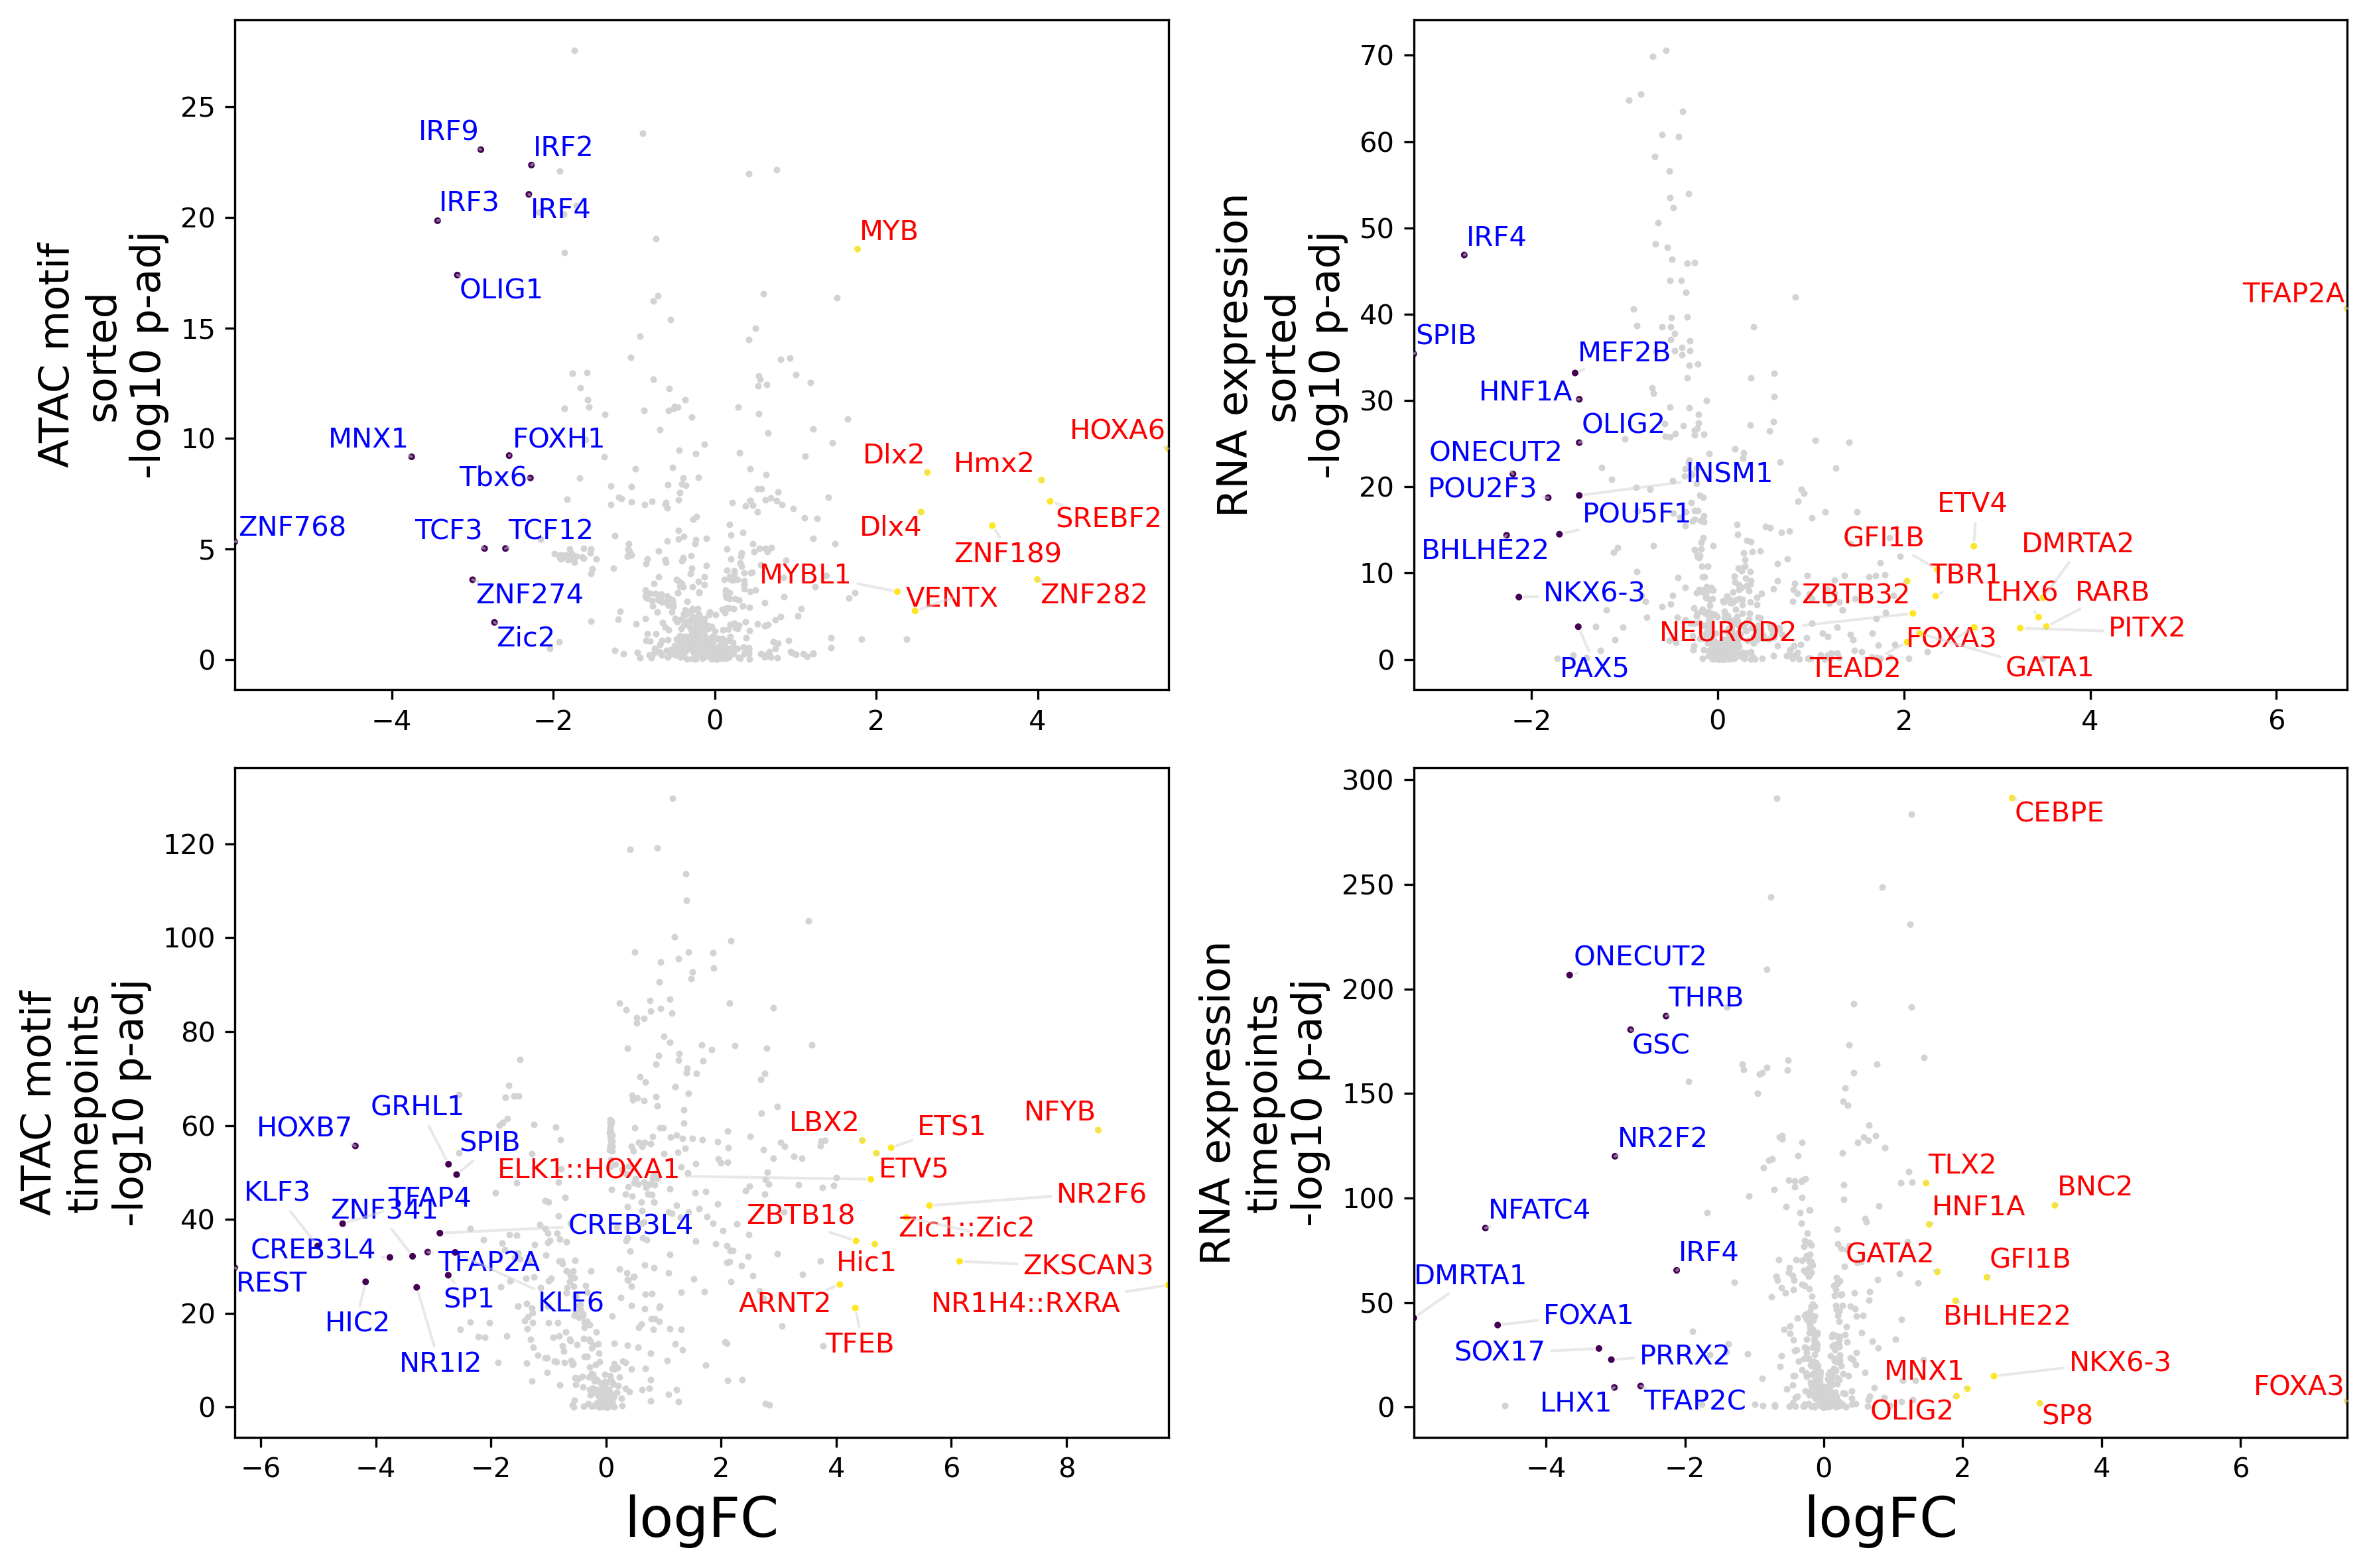 ATAC motif
sorted
-log10 p-adj
25
20
15
10
5
0
IRF9
IRF2
IRF3
IRF4
OLIG1
MYB
MNX1
FOXH1
Tbx6
HOXA6
Dlx2
Hmx2
ZNF768
TCF3
TCF12
Dlx4
SREBF2
ZNF189
MYBL1
VENTX
ZNF282
ZNF274
Zic2
−4
−2
0
2
4
RNA expression
sorted
-log10 p-adj
70
60
50
40
30
20
10
0
IRF4
TFAP2A
SPIB
MEF2B
HNF1A
OLIG2
ONECUT2
INSM1
POU2F3
POU5F1
BHLHE22
NKX6-3
PAX5
ETV4
GFI1B
DMRTA2
TBR1
ZBTB32
LHX6
RARB
NEUROD2
FOXA3
PITX2
TEAD2
GATA1
−2
0
2
4
6
ATAC motif
timepoints
-log10 p-adj
120
100
80
60
40
20
0
GRHL1
HOXB7
SPIB
LBX2
ETS1
NFYB
ELK1::HOXA1
ETV5
KLF3
TFAP4
ZNF341
NR2F6
ZBTB18
CREB3L4
Zic1::Zic2
CREB3L4
TFAP2A
REST
SP1
KLF6
Hic1
ZKSCAN3
HIC2
ARNT2
NR1H4::RXRA
NR1I2
TFEB
−6
−4
−2
0
2
4
6
8
logFC
RNA expression
timepoints
-log10 p-adj
300
250
200
150
100
50
0
CEBPE
ONECUT2
THRB
GSC
NR2F2
TLX2
BNC2
NFATC4
HNF1A
IRF4
GATA2
GFI1B
DMRTA1
BHLHE22
FOXA1
SOX17
PRRX2
MNX1
NKX6-3
FOXA3
LHX1
TFAP2C
OLIG2
SP8
−4
−2
0
2
4
6
logFC